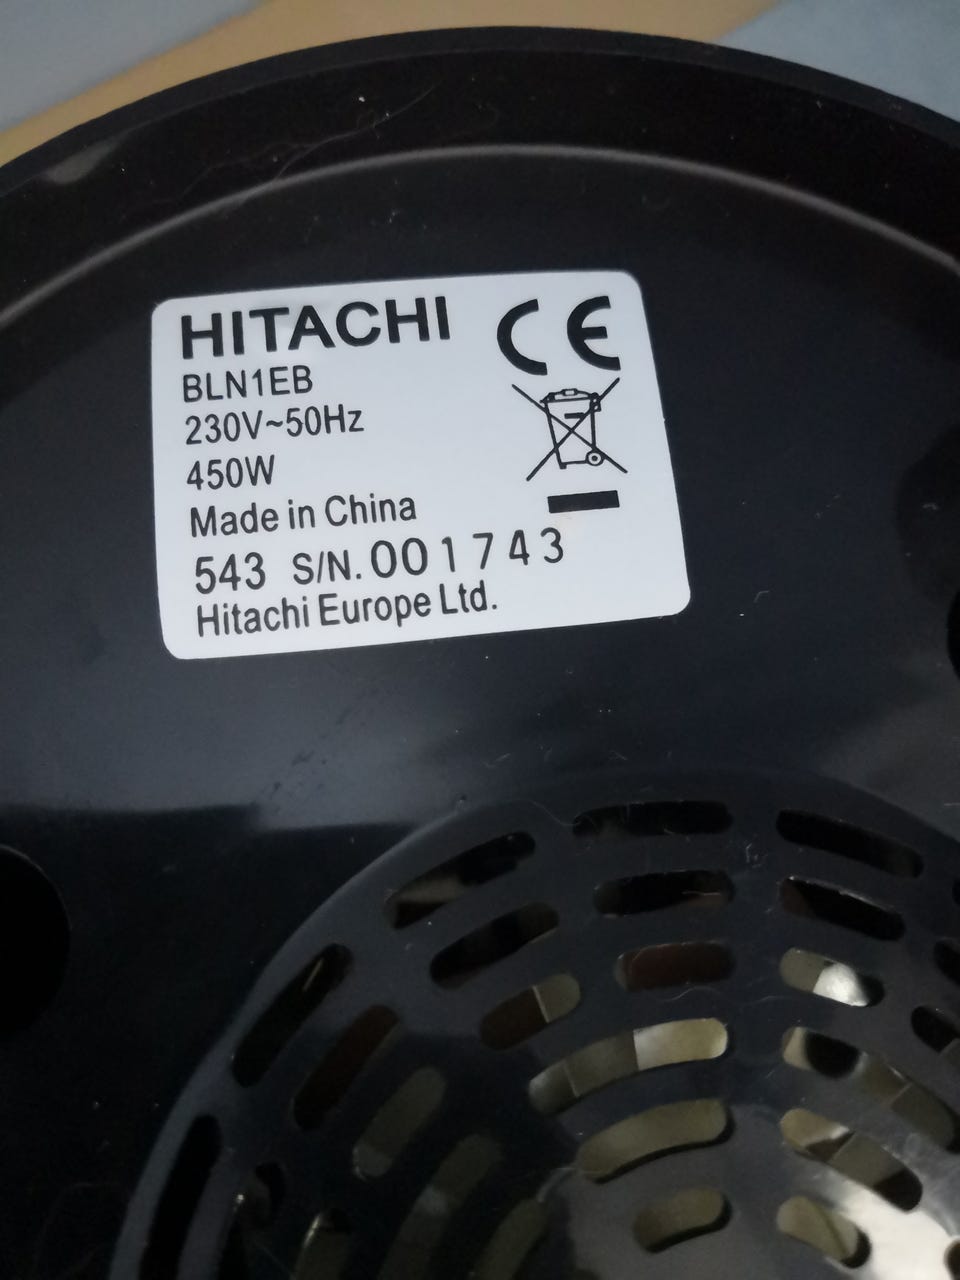 HITACHI CE
BLN1EB
230V~50Hz
450W
Made in China
543 S/N. 001743
Hitachi Europe Ltd.